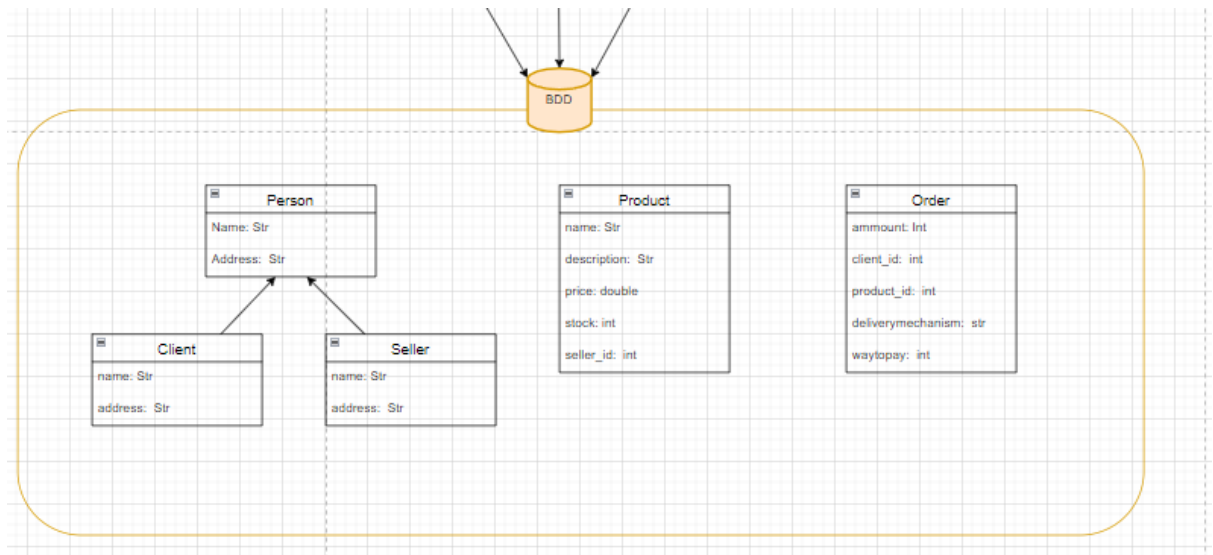 BDD
Person
Name: Str
Address: Str
Client
name: Str
address: Str
Seller
name: Str
address: Str
Product
name: Str
description: Str
price: double
stock: int
seller_id: int
Order
ammount: Int
client_id: int
product_id: int
deliverymechanism: str
waytopay: int